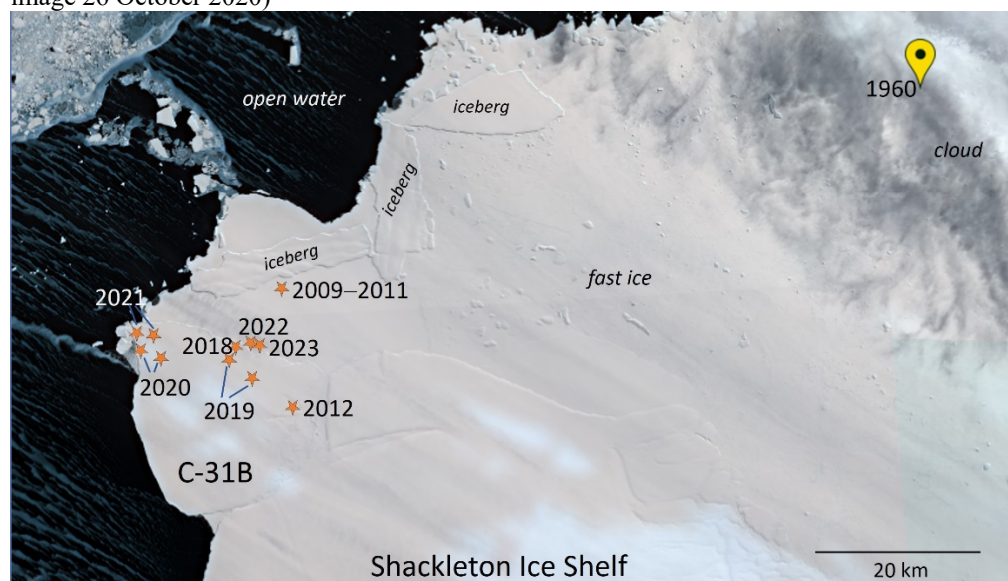 image 26 October 2020)
open water
iceberg
1960
cloud
iceberg
iceberg
fast ice
2009–2011
2021
2022
2018
2023
2020
2019
2012
C-31B
Shackleton Ice Shelf
20 km